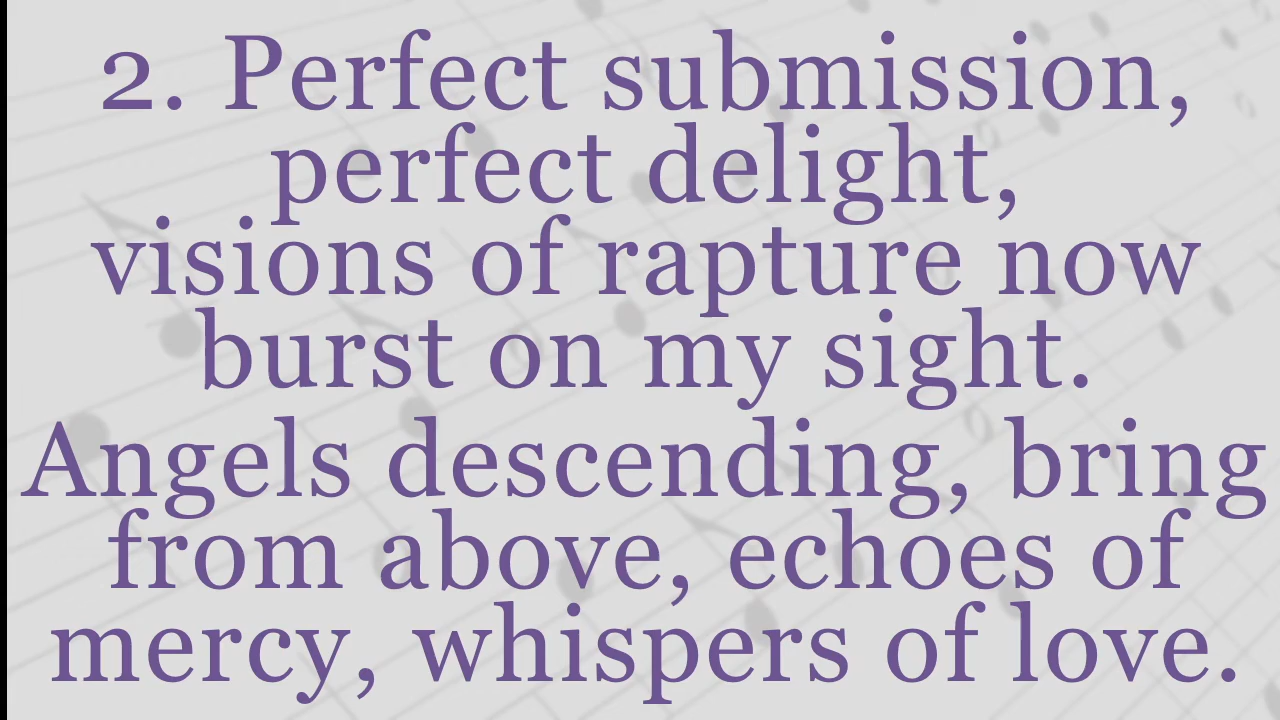 2. Perfect submission,
perfect delight,
visions of rapture now
burst on my sight.
Angels descending, bring
from above, echoes of
mercy, whispers of love.